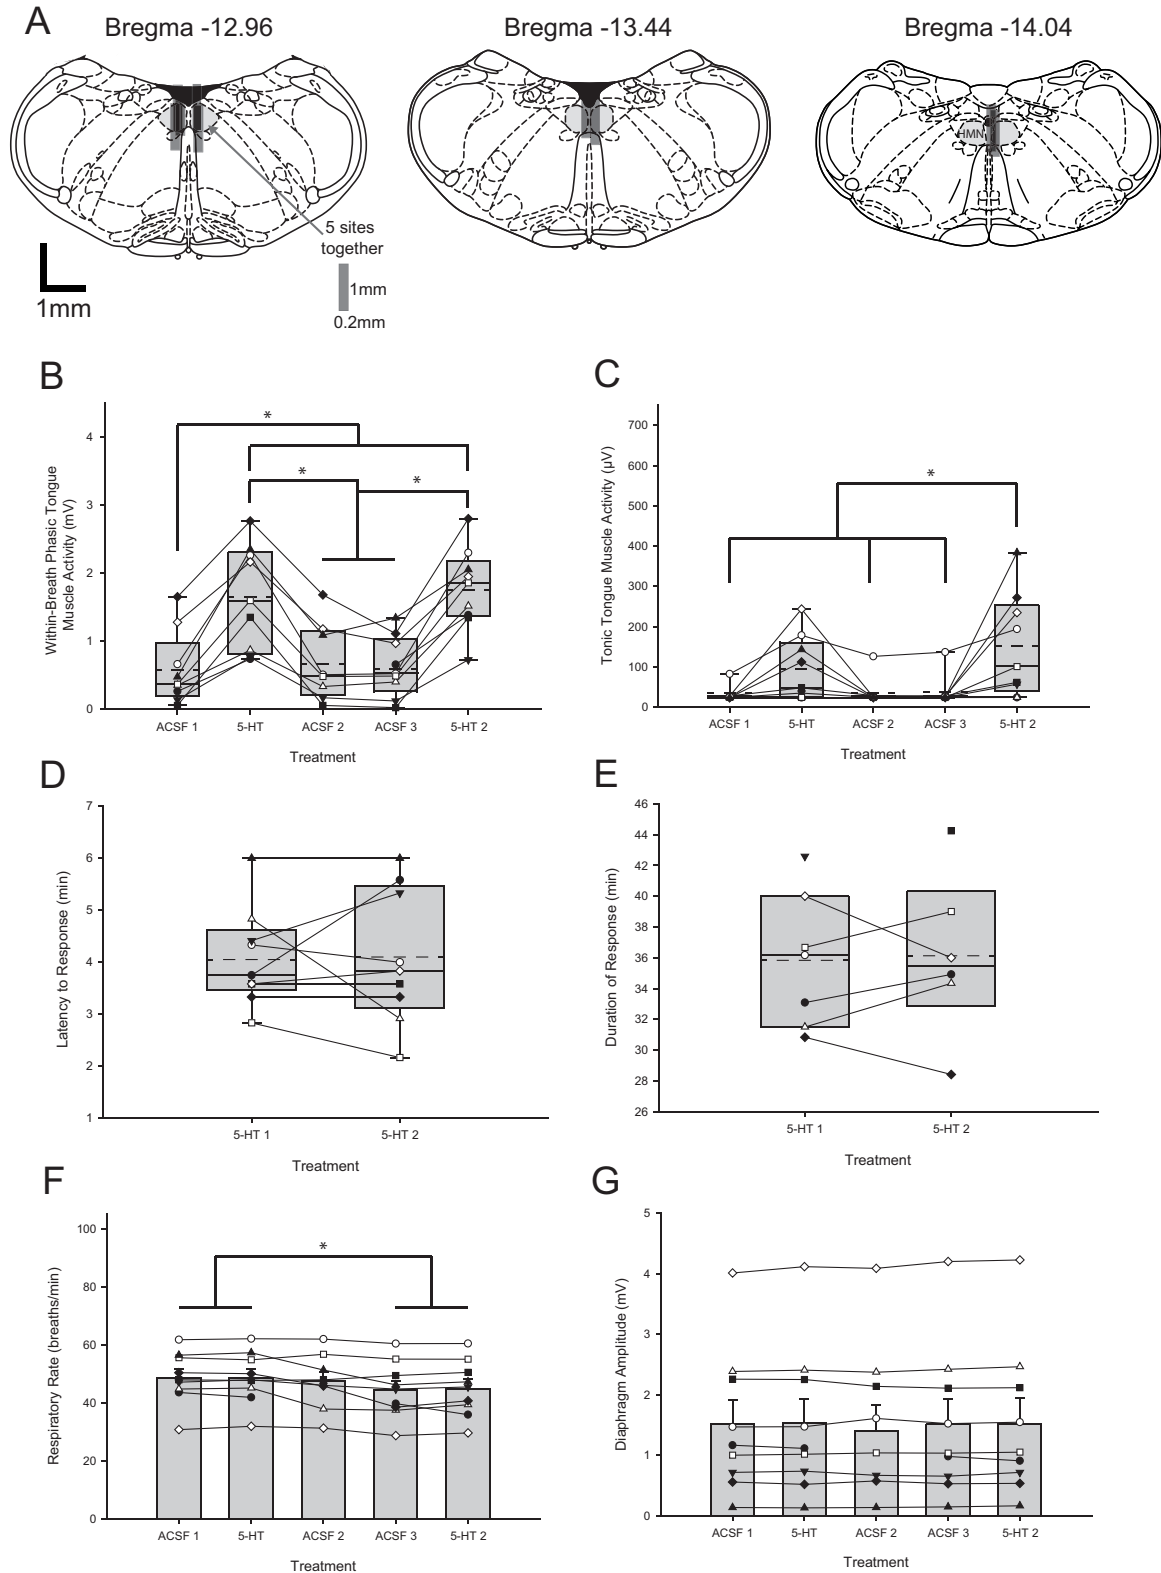 A
Bregma -12.96
Bregma -13.44
Bregma -14.04
HMN
5 sites
together
1mm
0.2mm
1mm
B
Within-Breath Phasic Tongue
Muscle Activity (mV)
4
3
2
1
0
*
*
*
ACSF 1
5-HT
ACSF 2
ACSF 3
5-HT 2
Treatment
C
Tonic Tongue Muscle Activity (µV)
700
600
500
400
300
200
100
0
*
ACSF 1
5-HT
ACSF 2
ACSF 3
5-HT 2
Treatment
D
Latency to Response (min)
7
6
5
4
3
2
1
5-HT 1
5-HT 2
Treatment
E
Duration of Response (min)
46
44
42
40
38
36
34
32
30
28
26
5-HT 1
5-HT 2
Treatment
F
Respiratory Rate (breaths/min)
100
80
60
40
20
0
*
ACSF 1
5-HT
ACSF 2
ACSF 3
5-HT 2
Treatment
G
Diaphragm Amplitude (mV)
5
4
3
2
1
0
ACSF 1
5-HT
ACSF 2
ACSF 3
5-HT 2
Treatment